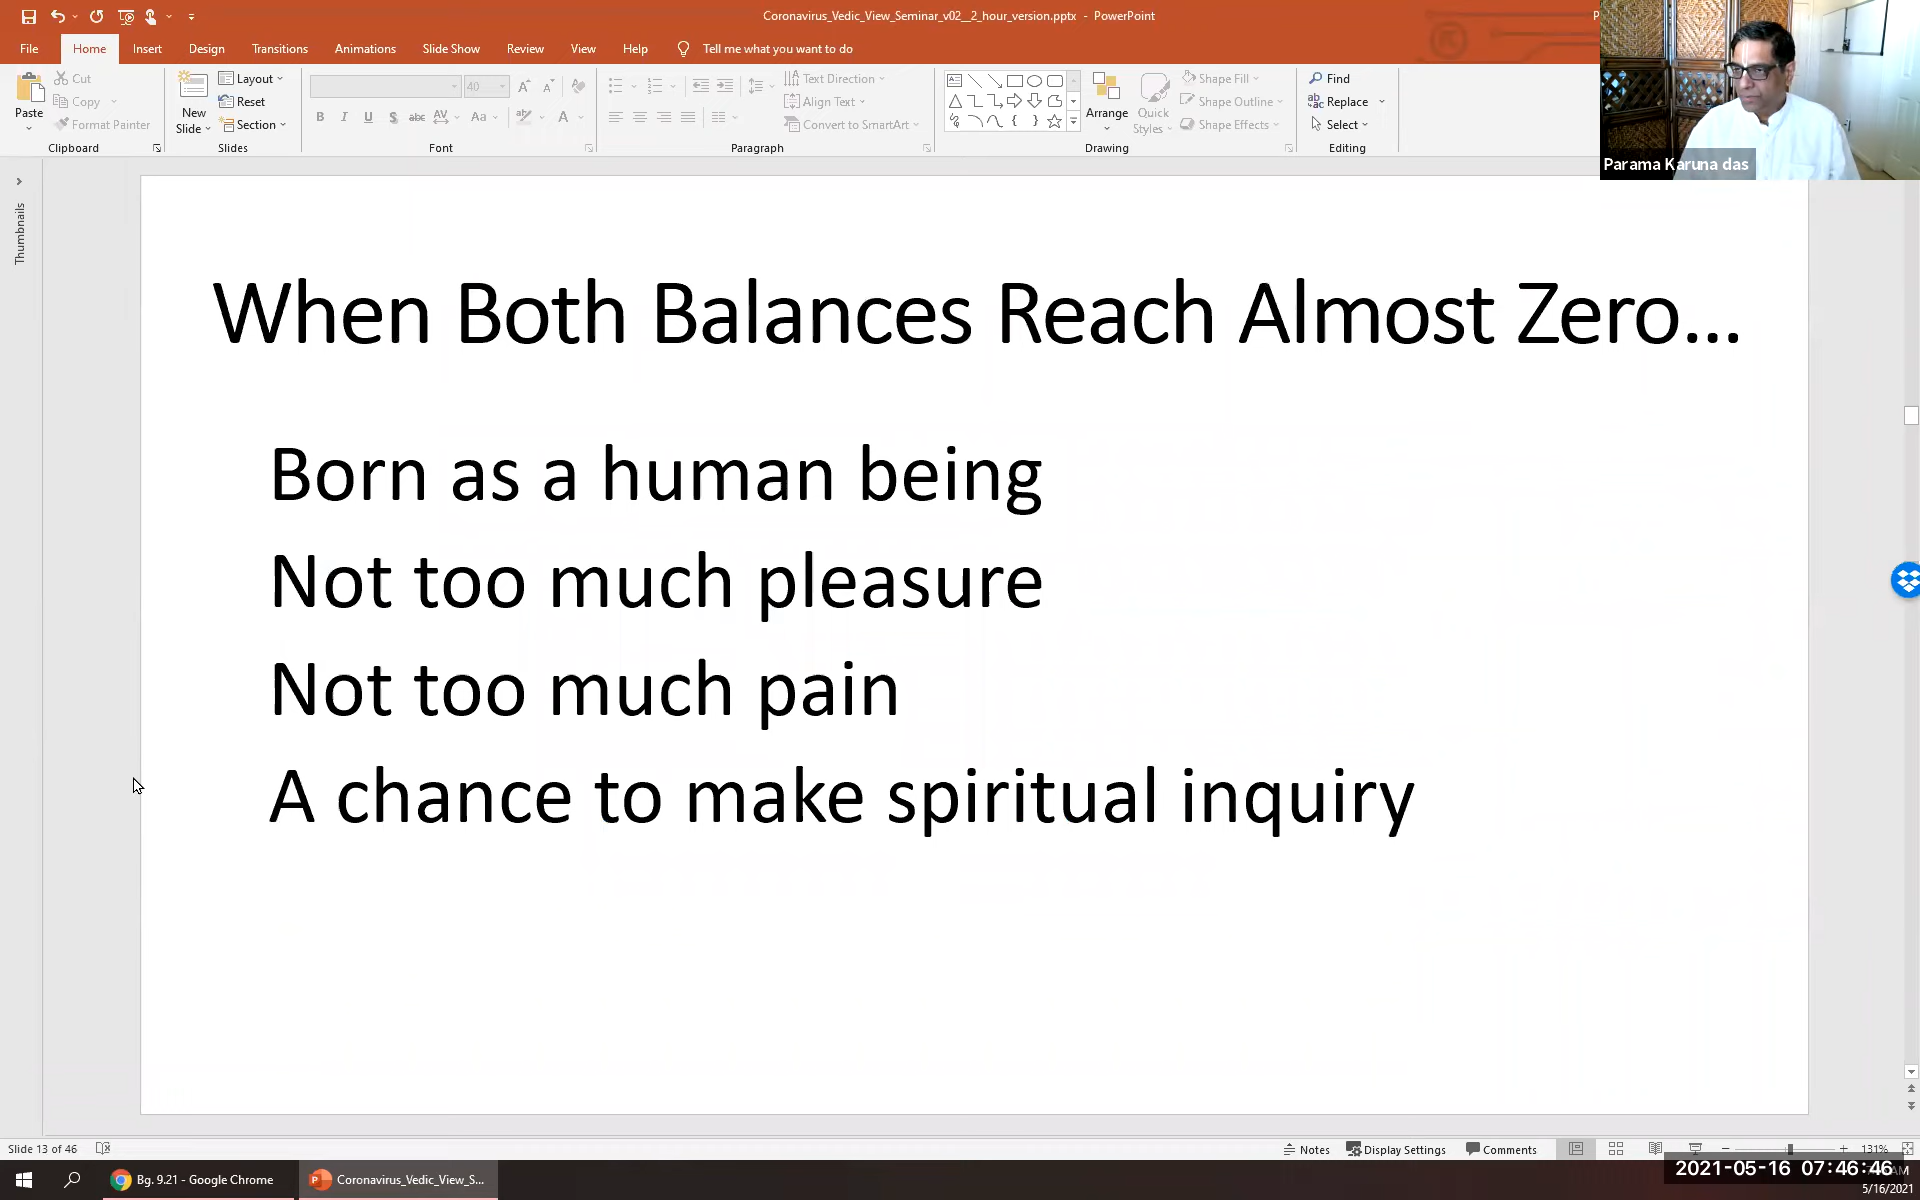 Coronavirus_Vedic_View_Seminar_v02__2_hour_version.pptx - PowerPoint
File Home Insert Design Transitions Animations Slide Show Review View Help Tell me what you want to do
Paste
Cut
Copy
Format Painter
Clipboard
New Slide
Layout
Reset
Section
Slides
40
B I U S abc AV Aa A
Font
Text Direction
Align Text
Convert to SmartArt
Paragraph
Arrange
Quick Styles
Shape Fill
Shape Outline
Shape Effects
Drawing
Find
Replace
Select
Editing
Parama Karuna das
Thumbnails
When Both Balances Reach Almost Zero...
Born as a human being
Not too much pleasure
Not too much pain
A chance to make spiritual inquiry
Slide 13 of 46
Notes Display Settings Comments 131%
Bg. 9.21 - Google Chrome
Coronavirus_Vedic_View_S...
2021-05-16 07:46:46
5/16/2021